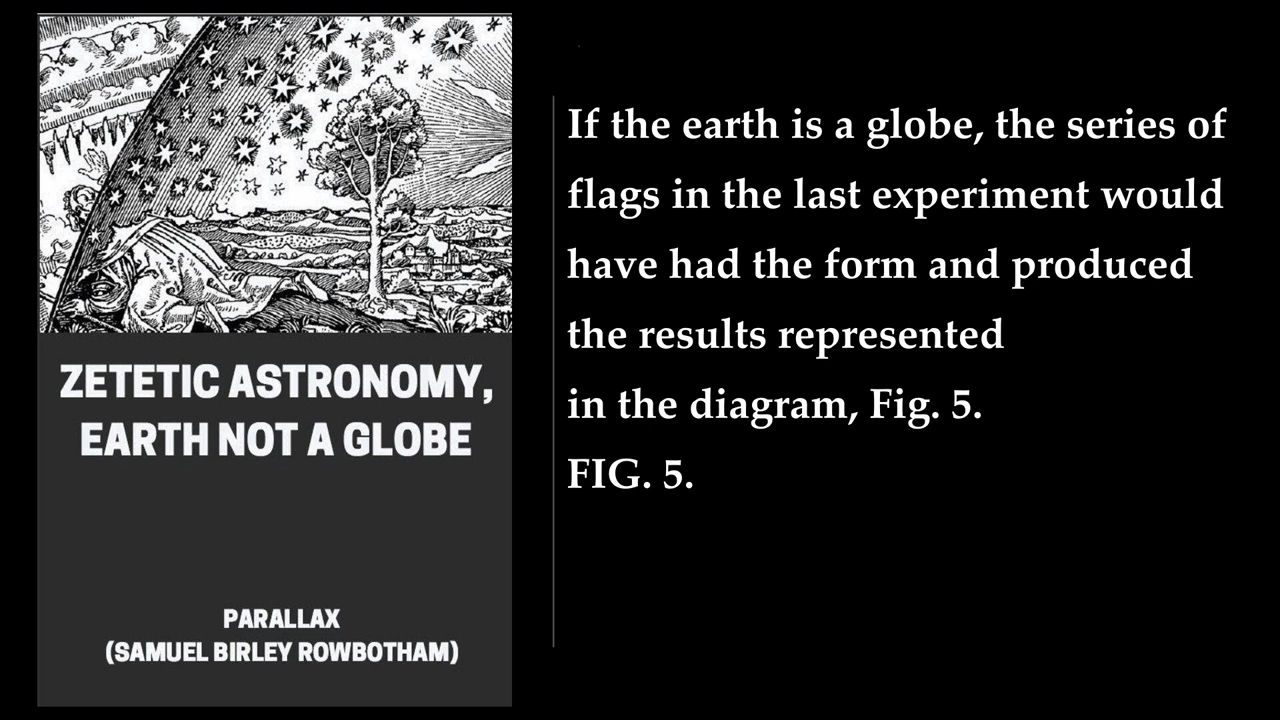 ZETETIC ASTRONOMY,
EARTH NOT A GLOBE
PARALLAX
(SAMUEL BIRLEY ROWBOTHAM)
If the earth is a globe, the series of
flags in the last experiment would
have had the form and produced
the results represented
in the diagram, Fig. 5.
FIG. 5.